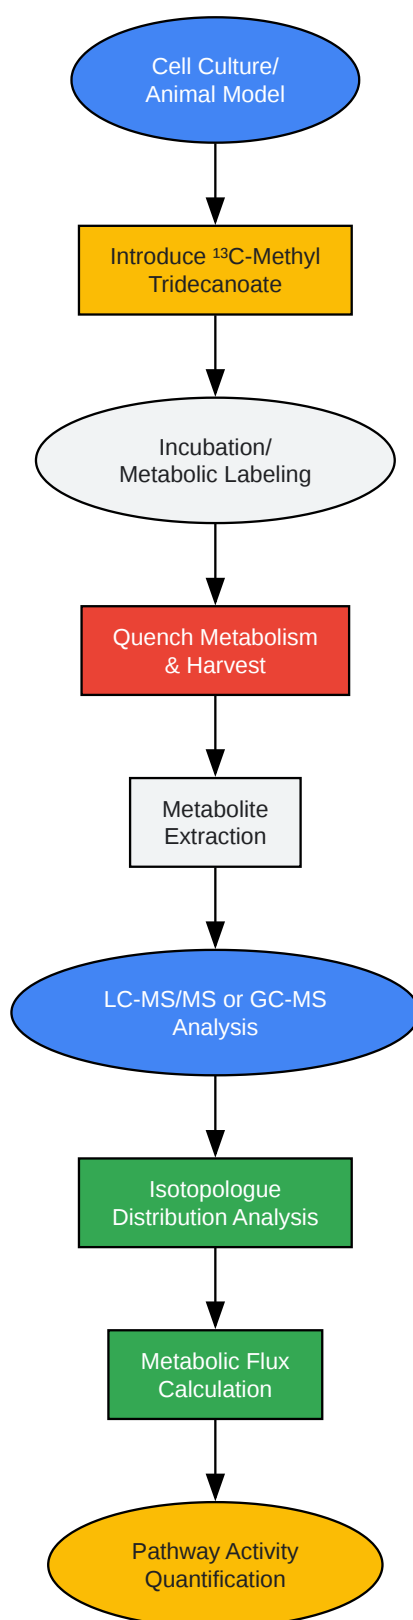 Cell Culture/
Animal Model
Introduce ¹³C-Methyl
Tridecanoate
Incubation/
Metabolic Labeling
Quench Metabolism
& Harvest
Metabolite
Extraction
LC-MS/MS or GC-MS
Analysis
Isotopologue
Distribution Analysis
Metabolic Flux
Calculation
Pathway Activity
Quantification